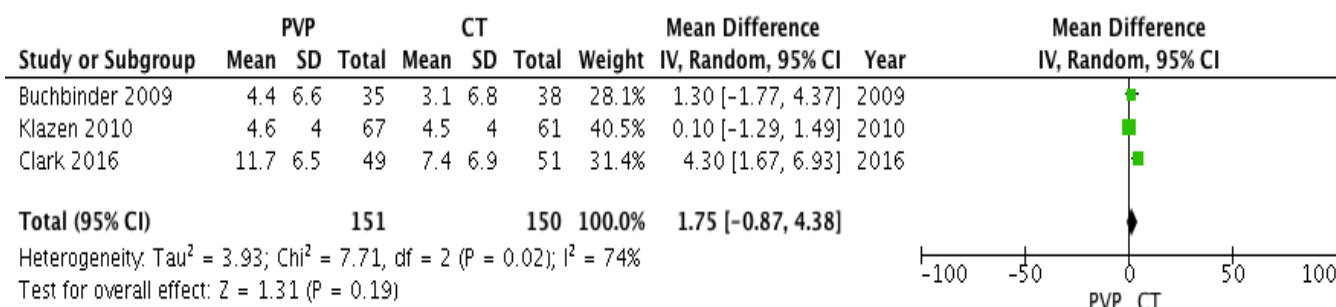 PVP CT Mean Difference Mean Difference
Study or Subgroup Mean SD Total Mean SD Total Weight IV, Random, 95% CI Year IV, Random, 95% CI
Buchbinder 2009 4.4 6.6 35 3.1 6.8 38 28.1% 1.30 [-1.77, 4.37] 2009
Klazen 2010 4.6 4 67 4.5 4 61 40.5% 0.10 [-1.29, 1.49] 2010
Clark 2016 11.7 6.5 49 7.4 6.9 51 31.4% 4.30 [1.67, 6.93] 2016
Total (95% CI) 151 150 100.0% 1.75 [-0.87, 4.38]
Heterogeneity: Tau² = 3.93; Chi² = 7.71, df = 2 (P = 0.02); I² = 74%
Test for overall effect: Z = 1.31 (P = 0.19)
-100 -50 0 50 100
PVP CT